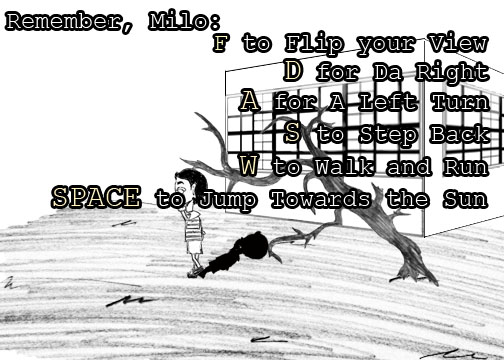 Remember, Milo:
F to Flip your View
D for Da Right
A for A Left Turn
S to Step Back
W to Walk and Run
SPACE to Jump Towards the Sun